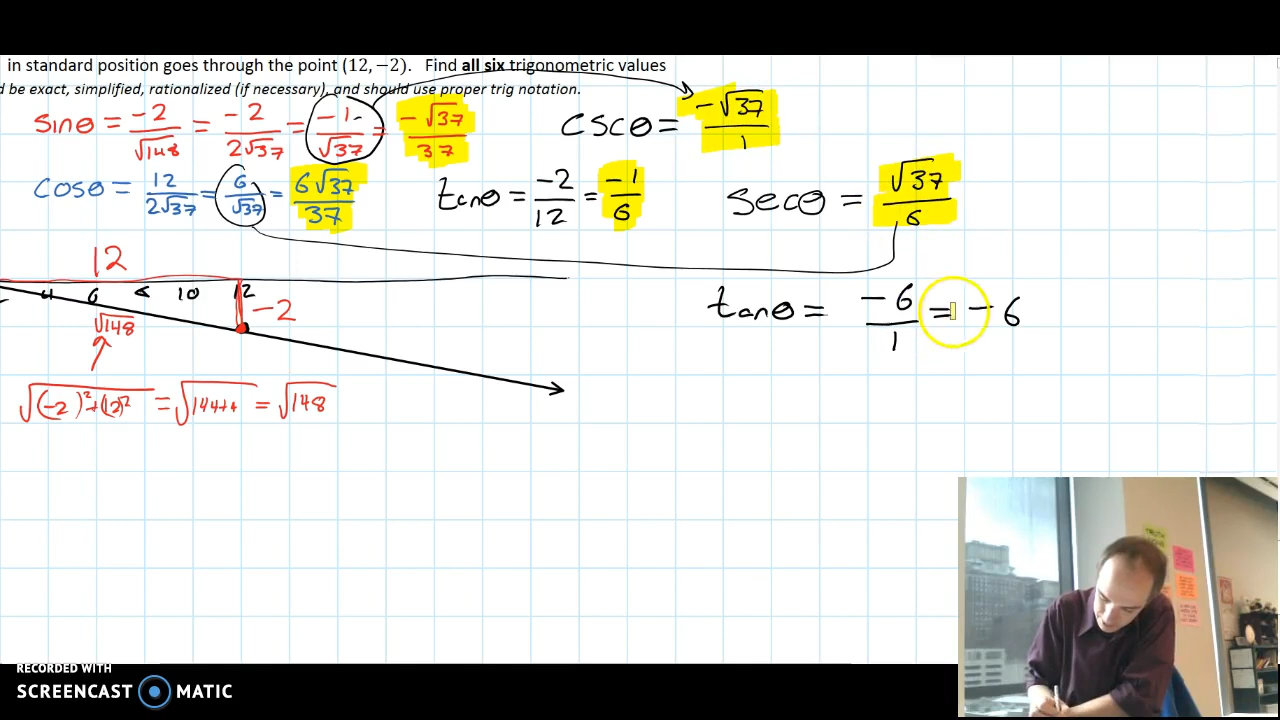 in standard position goes through the point (12, −2). Find all six trigonometric values
d be exact, simplified, rationalized (if necessary), and should use proper trig notation.
sinθ = -2/√148 = -2/2√37 = -1/√37 = -√37/37
cscθ = -√37/1
cosθ = 12/2√37 = 6/√37 = 6√37/37
tanθ = -2/12 = -1/6
secθ = √37/6
12
4 6 8 10 12
-2
√148
tanθ = -6/1 = -6
√(-2)²+(12)² = √144+4 = √148
RECORDED WITH
SCREENCAST MATIC